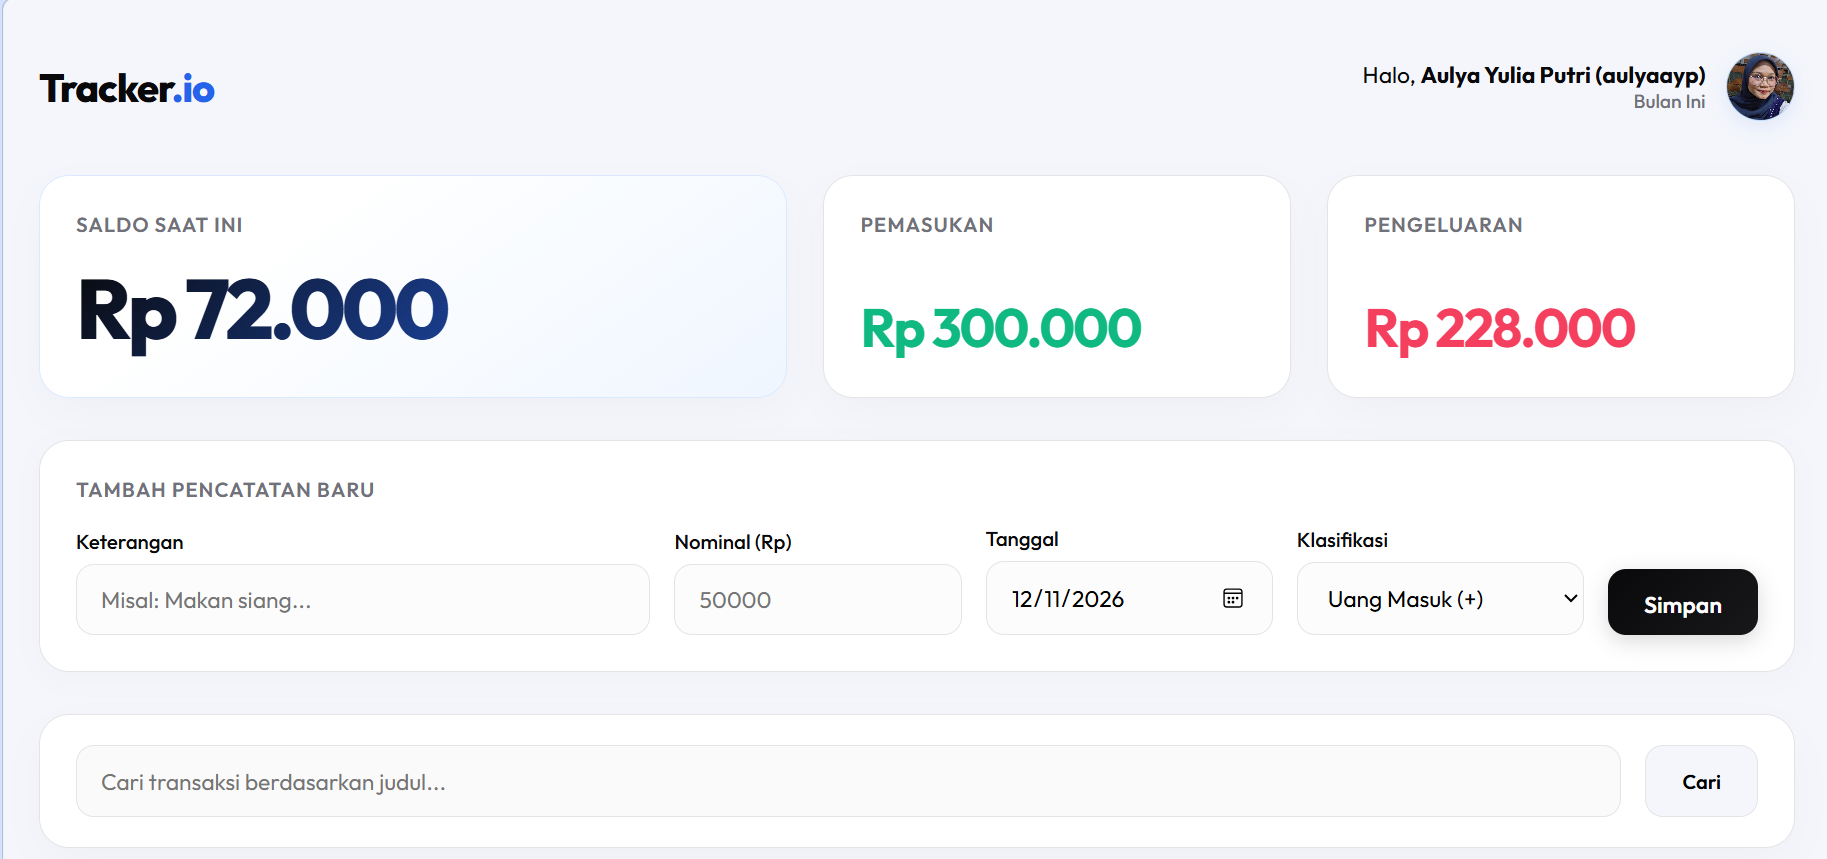 Tracker.io
Halo, Aulya Yulia Putri (aulyaayp)
Bulan Ini
SALDO SAAT INI
Rp 72.000
PEMASUKAN
Rp 300.000
PENGELUARAN
Rp 228.000
TAMBAH PENCATATAN BARU
Keterangan
Misal: Makan siang...
Nominal (Rp)
50000
Tanggal
12/11/2026
Klasifikasi
Uang Masuk (+)
Simpan
Cari transaksi berdasarkan judul...
Cari